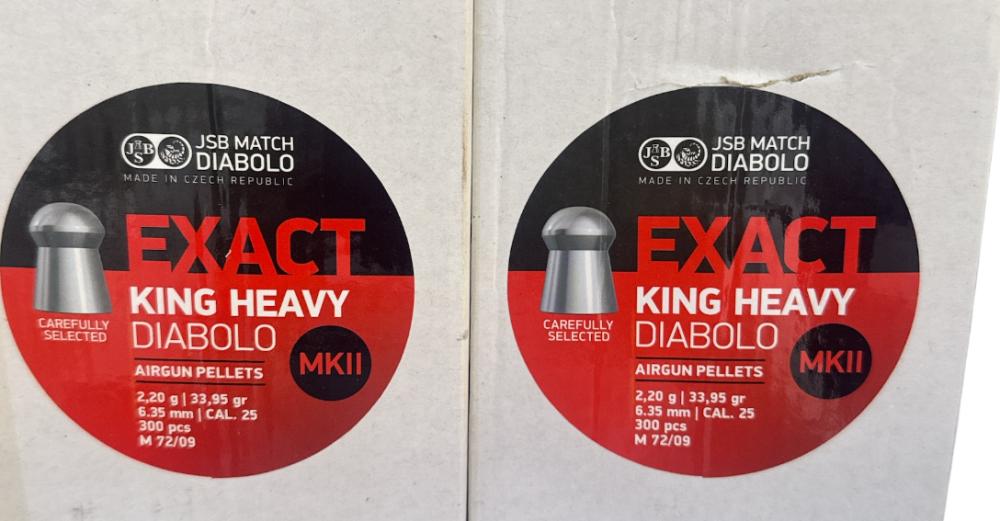 JSB
JSB MATCH
DIABOLO
MADE IN CZECH REPUBLIC
EXACT
KING HEAVY
DIABOLO
CAREFULLY
SELECTED
MKII
AIRGUN PELLETS
2,20 g | 33,95 gr
6.35 mm | CAL. 25
300 pcs
M 72/09
JSB
JSB MATCH
DIABOLO
MADE IN CZECH REPUBLIC
EXACT
KING HEAVY
DIABOLO
CAREFULLY
SELECTED
MKII
AIRGUN PELLETS
2,20 g | 33,95 gr
6.35 mm | CAL. 25
300 pcs
M 72/09